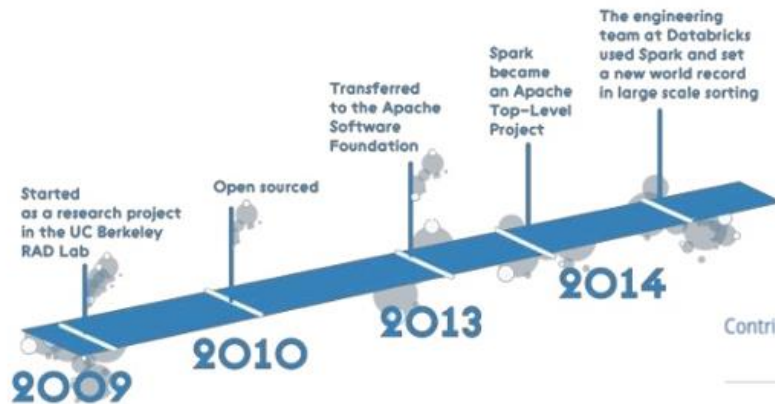 Started
as a research project
in the UC Berkeley
RAD Lab
Open sourced
Transferred
to the Apache
Software
Foundation
Spark
became
an Apache
Top-Level
Project
The engineering
team at Databricks
used Spark and set
a new world record
in large scale sorting
2009
2010
2013
2014
Contri